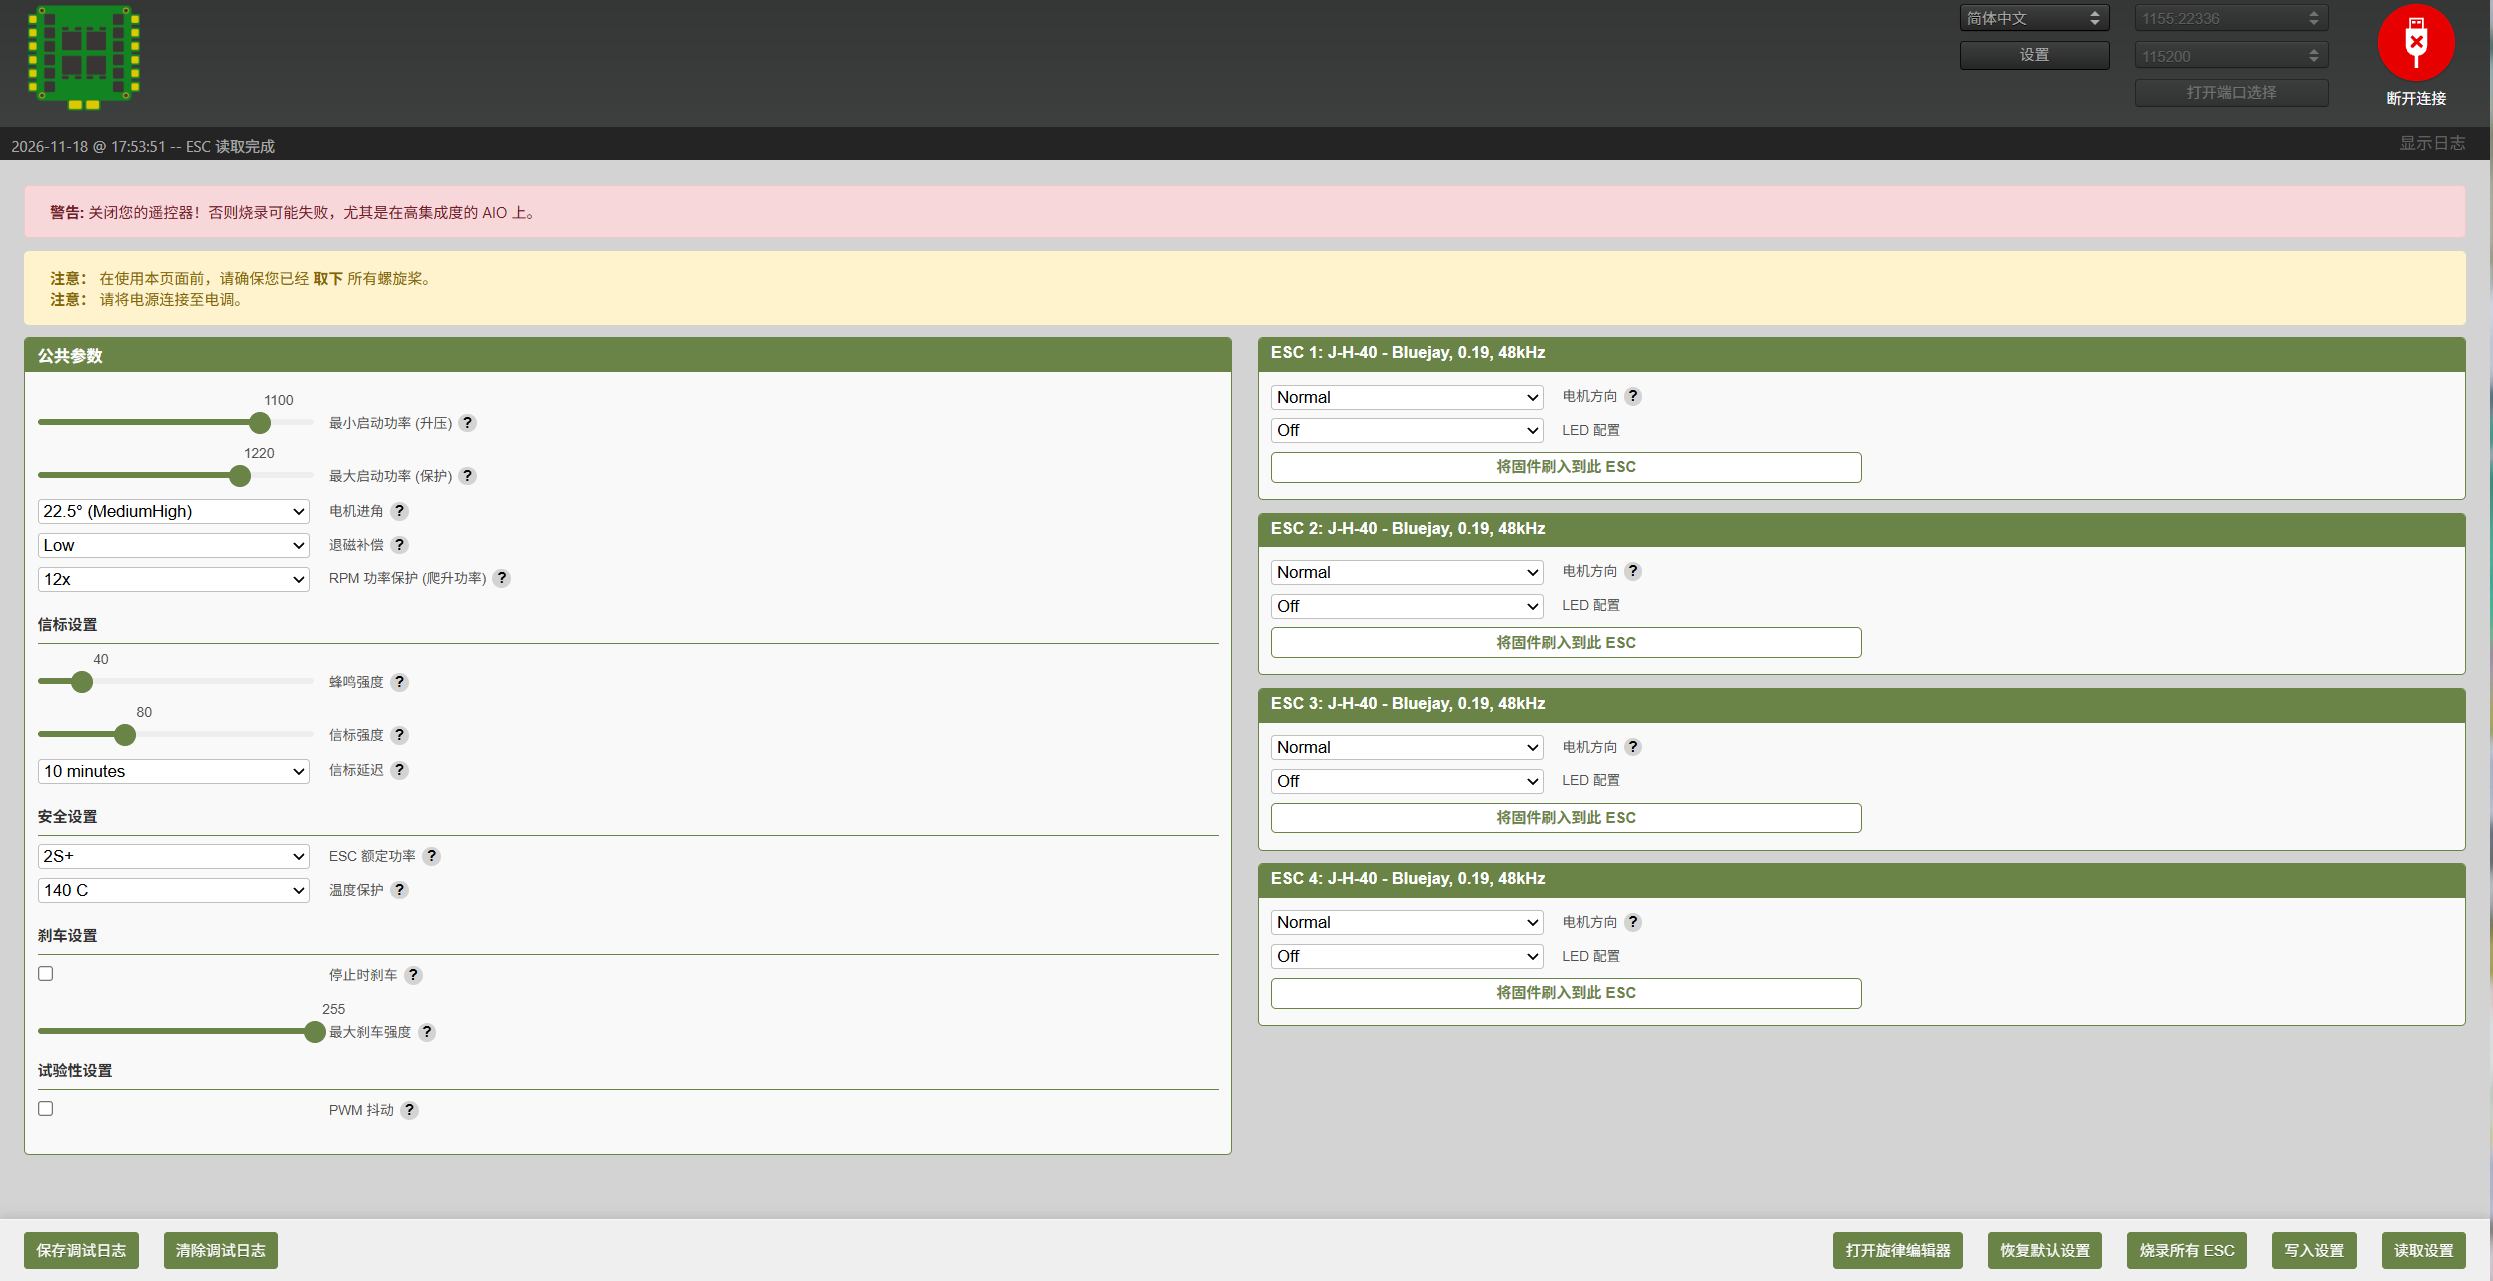 简体中文
1155:22336
设置
115200
打开端口选择
断开连接
2026-11-18 @ 17:53:51 -- ESC 读取完成
显示日志
警告: 关闭您的遥控器！否则烧录可能失败，尤其是在高集成度的 AIO 上。
注意： 在使用本页面前，请确保您已经 取下 所有螺旋桨。
注意： 请将电源连接至电调。
公共参数
1100
最小启动功率 (升压) ?
1220
最大启动功率 (保护) ?
22.5° (MediumHigh) 电机进角 ?
Low 退磁补偿 ?
12x RPM 功率保护 (爬升功率) ?
信标设置
40
蜂鸣强度 ?
80
信标强度 ?
10 minutes 信标延迟 ?
安全设置
2S+ ESC 额定功率 ?
140 C 温度保护 ?
刹车设置
停止时刹车 ?
255
最大刹车强度 ?
试验性设置
PWM 抖动 ?
ESC 1: J-H-40 - Bluejay, 0.19, 48kHz
Normal 电机方向 ?
Off LED 配置
将固件刷入到此 ESC
ESC 2: J-H-40 - Bluejay, 0.19, 48kHz
Normal 电机方向 ?
Off LED 配置
将固件刷入到此 ESC
ESC 3: J-H-40 - Bluejay, 0.19, 48kHz
Normal 电机方向 ?
Off LED 配置
将固件刷入到此 ESC
ESC 4: J-H-40 - Bluejay, 0.19, 48kHz
Normal 电机方向 ?
Off LED 配置
将固件刷入到此 ESC
保存调试日志 清除调试日志 打开旋律编辑器 恢复默认设置 烧录所有 ESC 写入设置 读取设置